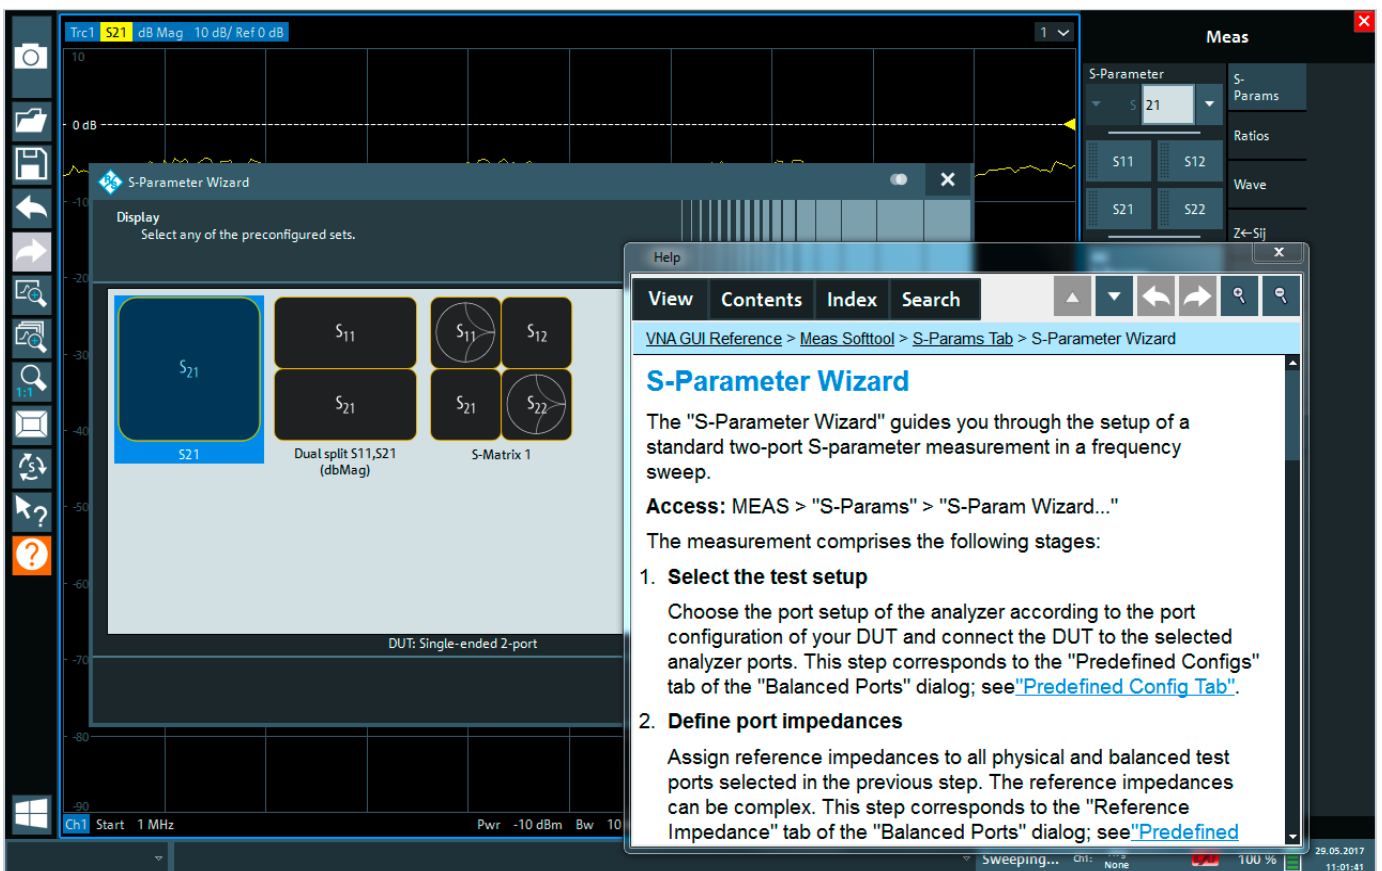 Trc1 S21 dB Mag 10 dB/ Ref 0 dB
1
Meas
10
0 dB
-10
-20
-30
-40
-50
-60
-70
-80
-90
S-Parameter
S 21
S11
S12
S21
S22
S-
Params
Ratios
Wave
Z←Sij
1:1
S-Parameter Wizard
Display
Select any of the preconfigured sets.
S21
S11
S21
S11
S12
S21
S22
S21
Dual split S11,S21
(dbMag)
S-Matrix 1
DUT: Single-ended 2-port
Help
View
Contents
Index
Search
VNA GUI Reference > Meas Softtool > S-Params Tab > S-Parameter Wizard
S-Parameter Wizard
The "S-Parameter Wizard" guides you through the setup of a
standard two-port S-parameter measurement in a frequency
sweep.
Access: MEAS > "S-Params" > "S-Param Wizard..."
The measurement comprises the following stages:
1. Select the test setup
Choose the port setup of the analyzer according to the port
configuration of your DUT and connect the DUT to the selected
analyzer ports. This step corresponds to the "Predefined Configs"
tab of the "Balanced Ports" dialog; see"Predefined Config Tab".
2. Define port impedances
Assign reference impedances to all physical and balanced test
ports selected in the previous step. The reference impedances
can be complex. This step corresponds to the "Reference
Impedance" tab of the "Balanced Ports" dialog; see"Predefined
Ch1 Start 1 MHz
Pwr -10 dBm Bw 10
Sweeping...
Ch1:
None
100 %
29.05.2017
11:01:41